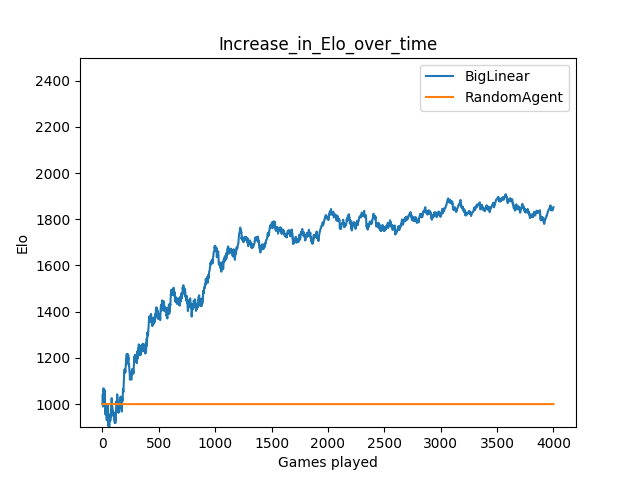 Increase_in_Elo_over_time
BigLinear
RandomAgent
2400
2200
2000
1800
1600
1400
1200
1000
Elo
0 500 1000 1500 2000 2500 3000 3500 4000
Games played